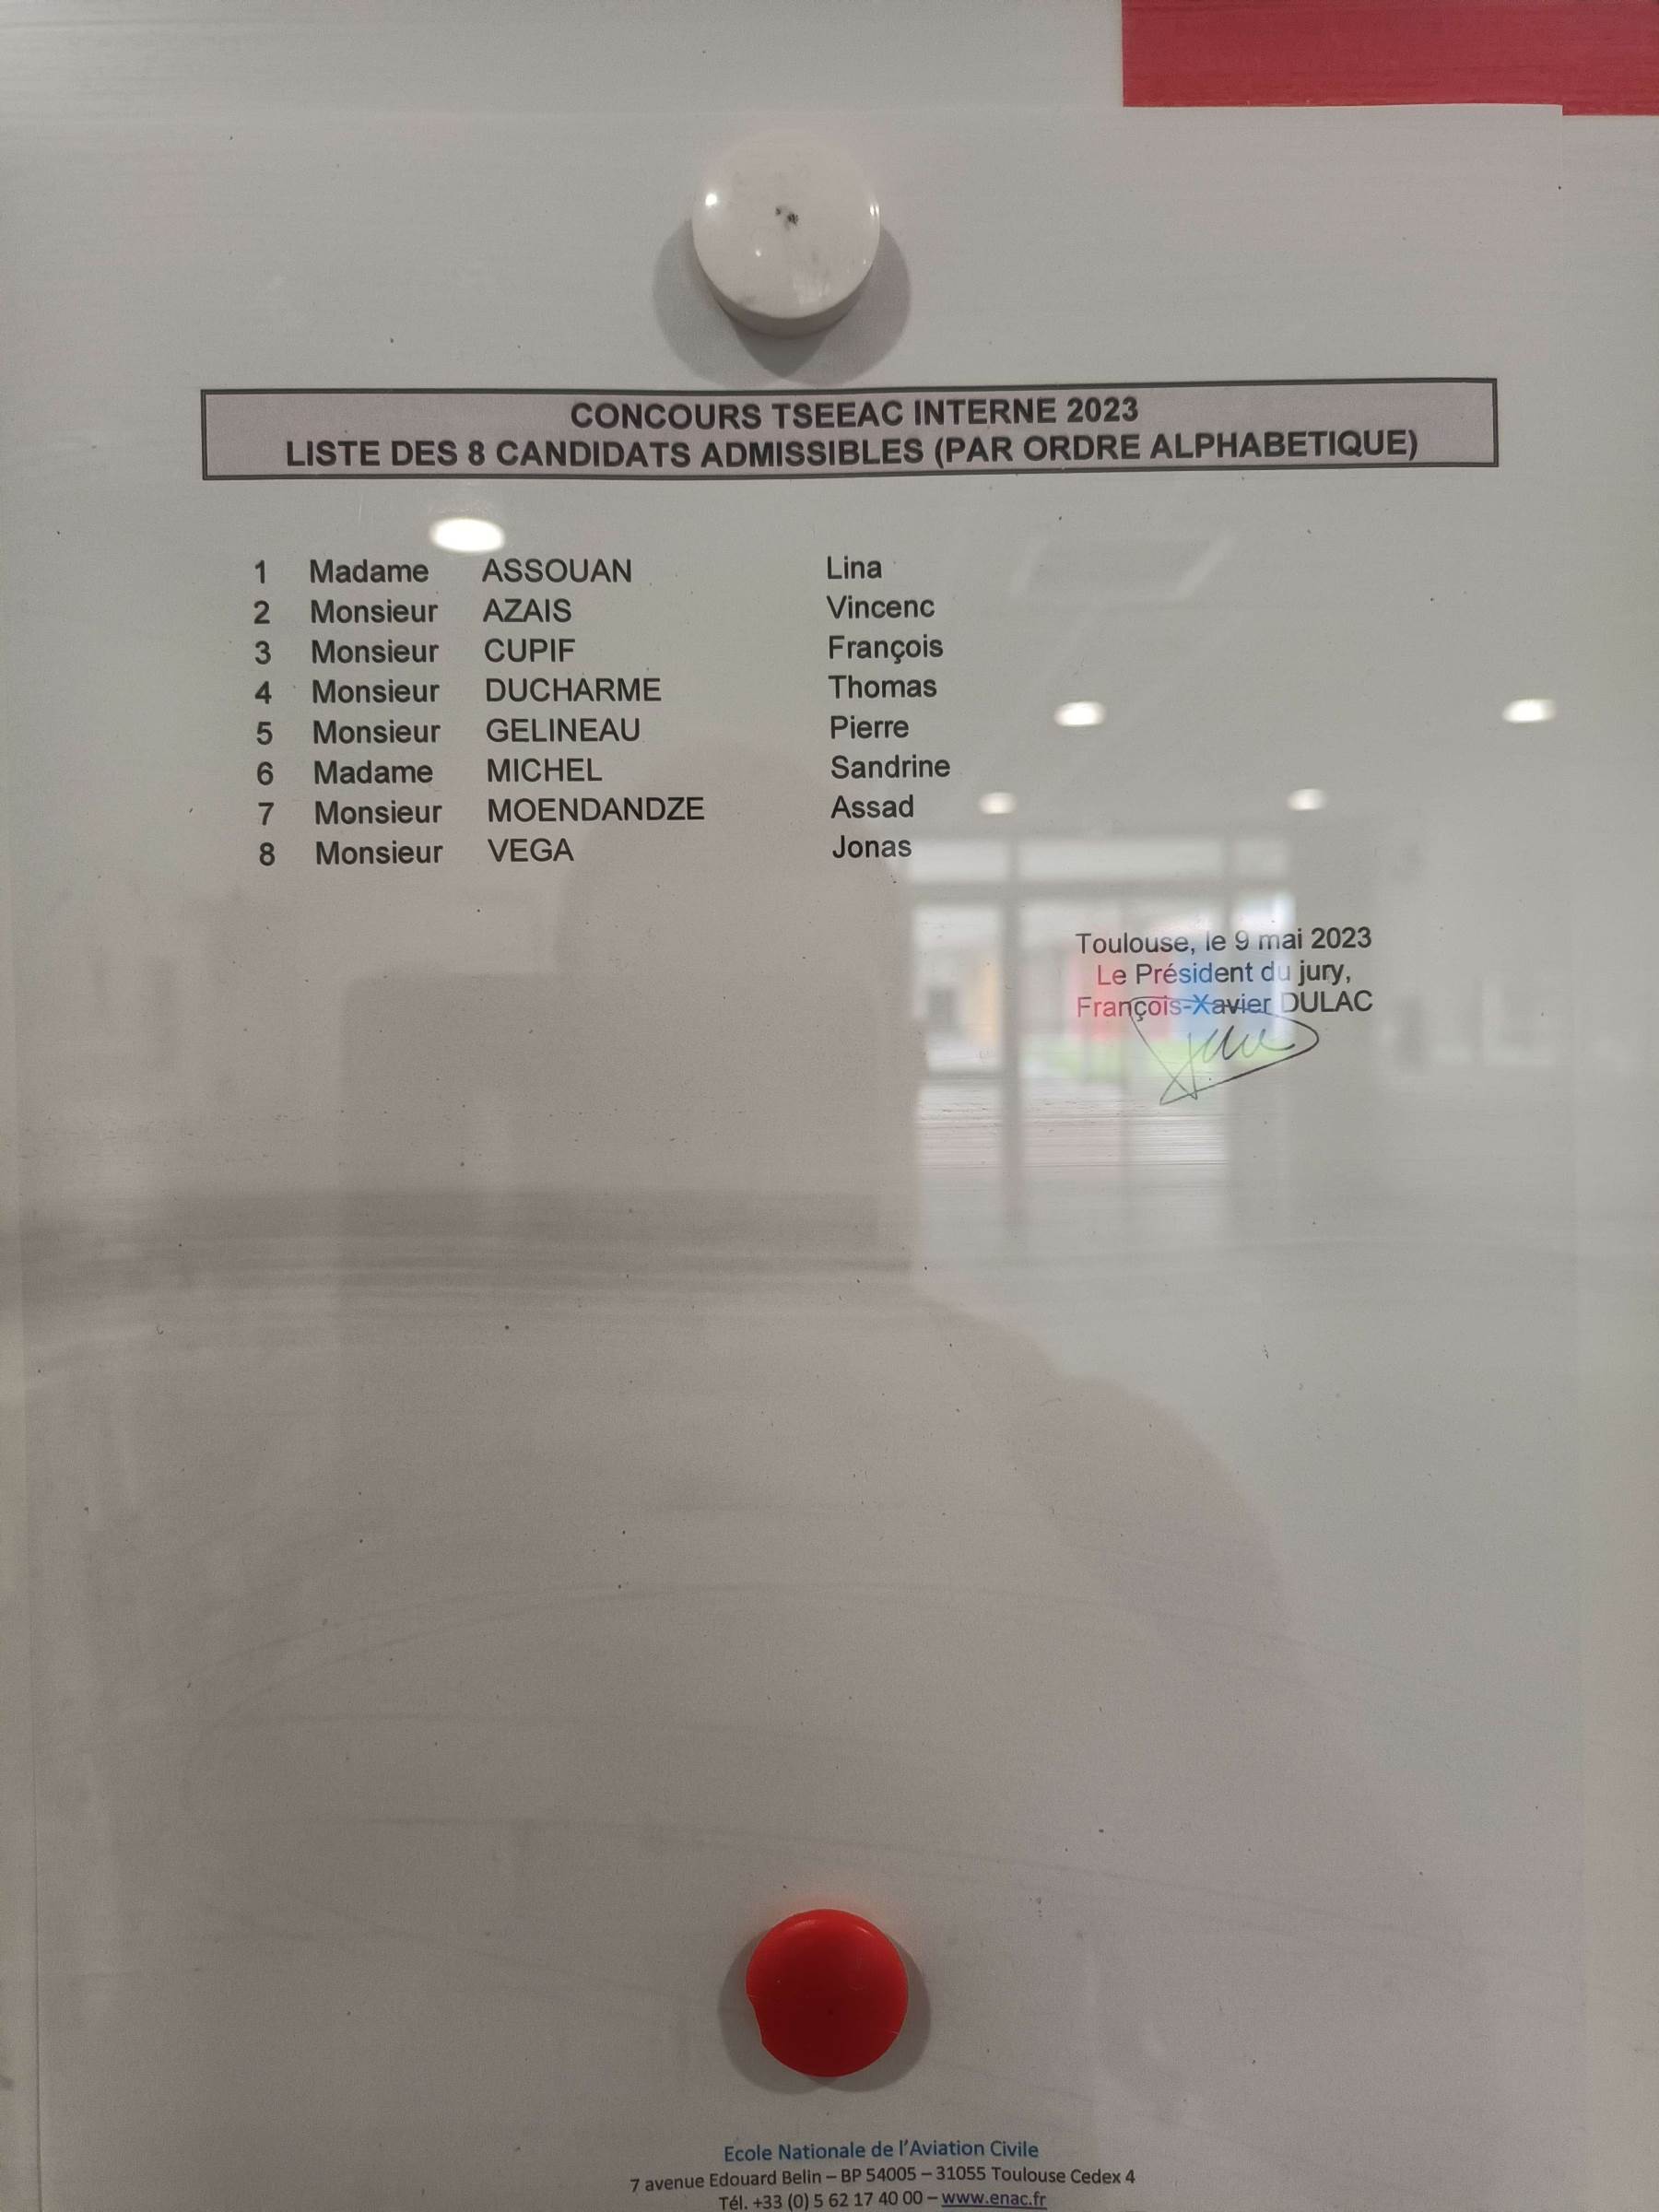 CONCOURS TSEEAC INTERNE 2023
LISTE DES 8 CANDIDATS ADMISSIBLES (PAR ORDRE ALPHABETIQUE)
1 Madame ASSOUAN Lina
2 Monsieur AZAIS Vincenc
3 Monsieur CUPIF François
4 Monsieur DUCHARME Thomas
5 Monsieur GELINEAU Pierre
6 Madame MICHEL Sandrine
7 Monsieur MOENDANDZE Assad
8 Monsieur VEGA Jonas
Toulouse, le 9 mai 2023
Le Président du jury,
François-Xavier DULAC
Ecole Nationale de l'Aviation Civile
7 avenue Edouard Belin – BP 54005 – 31055 Toulouse Cedex 4
Tél. +33 (0) 5 62 17 40 00 – www.enac.fr